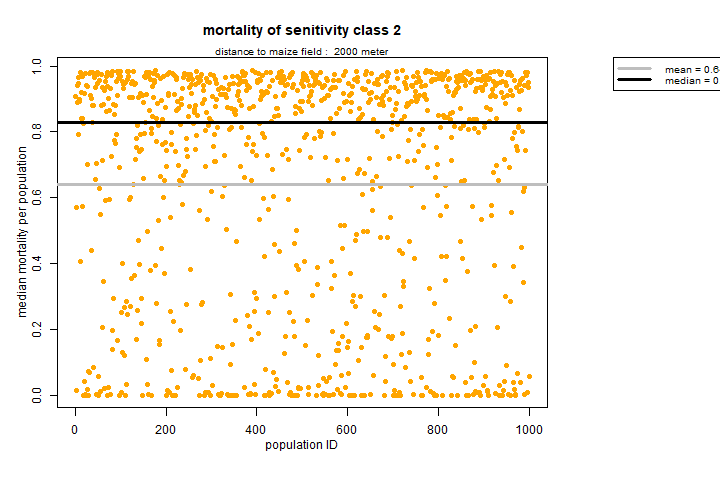 mortality of senitivity class 2
distance to maize field : 2000 meter
mean = 0.6
median = 0
1.0
0.8
0.6
0.4
0.2
0.0
median mortality per population
0
200
400
600
800
1000
population ID